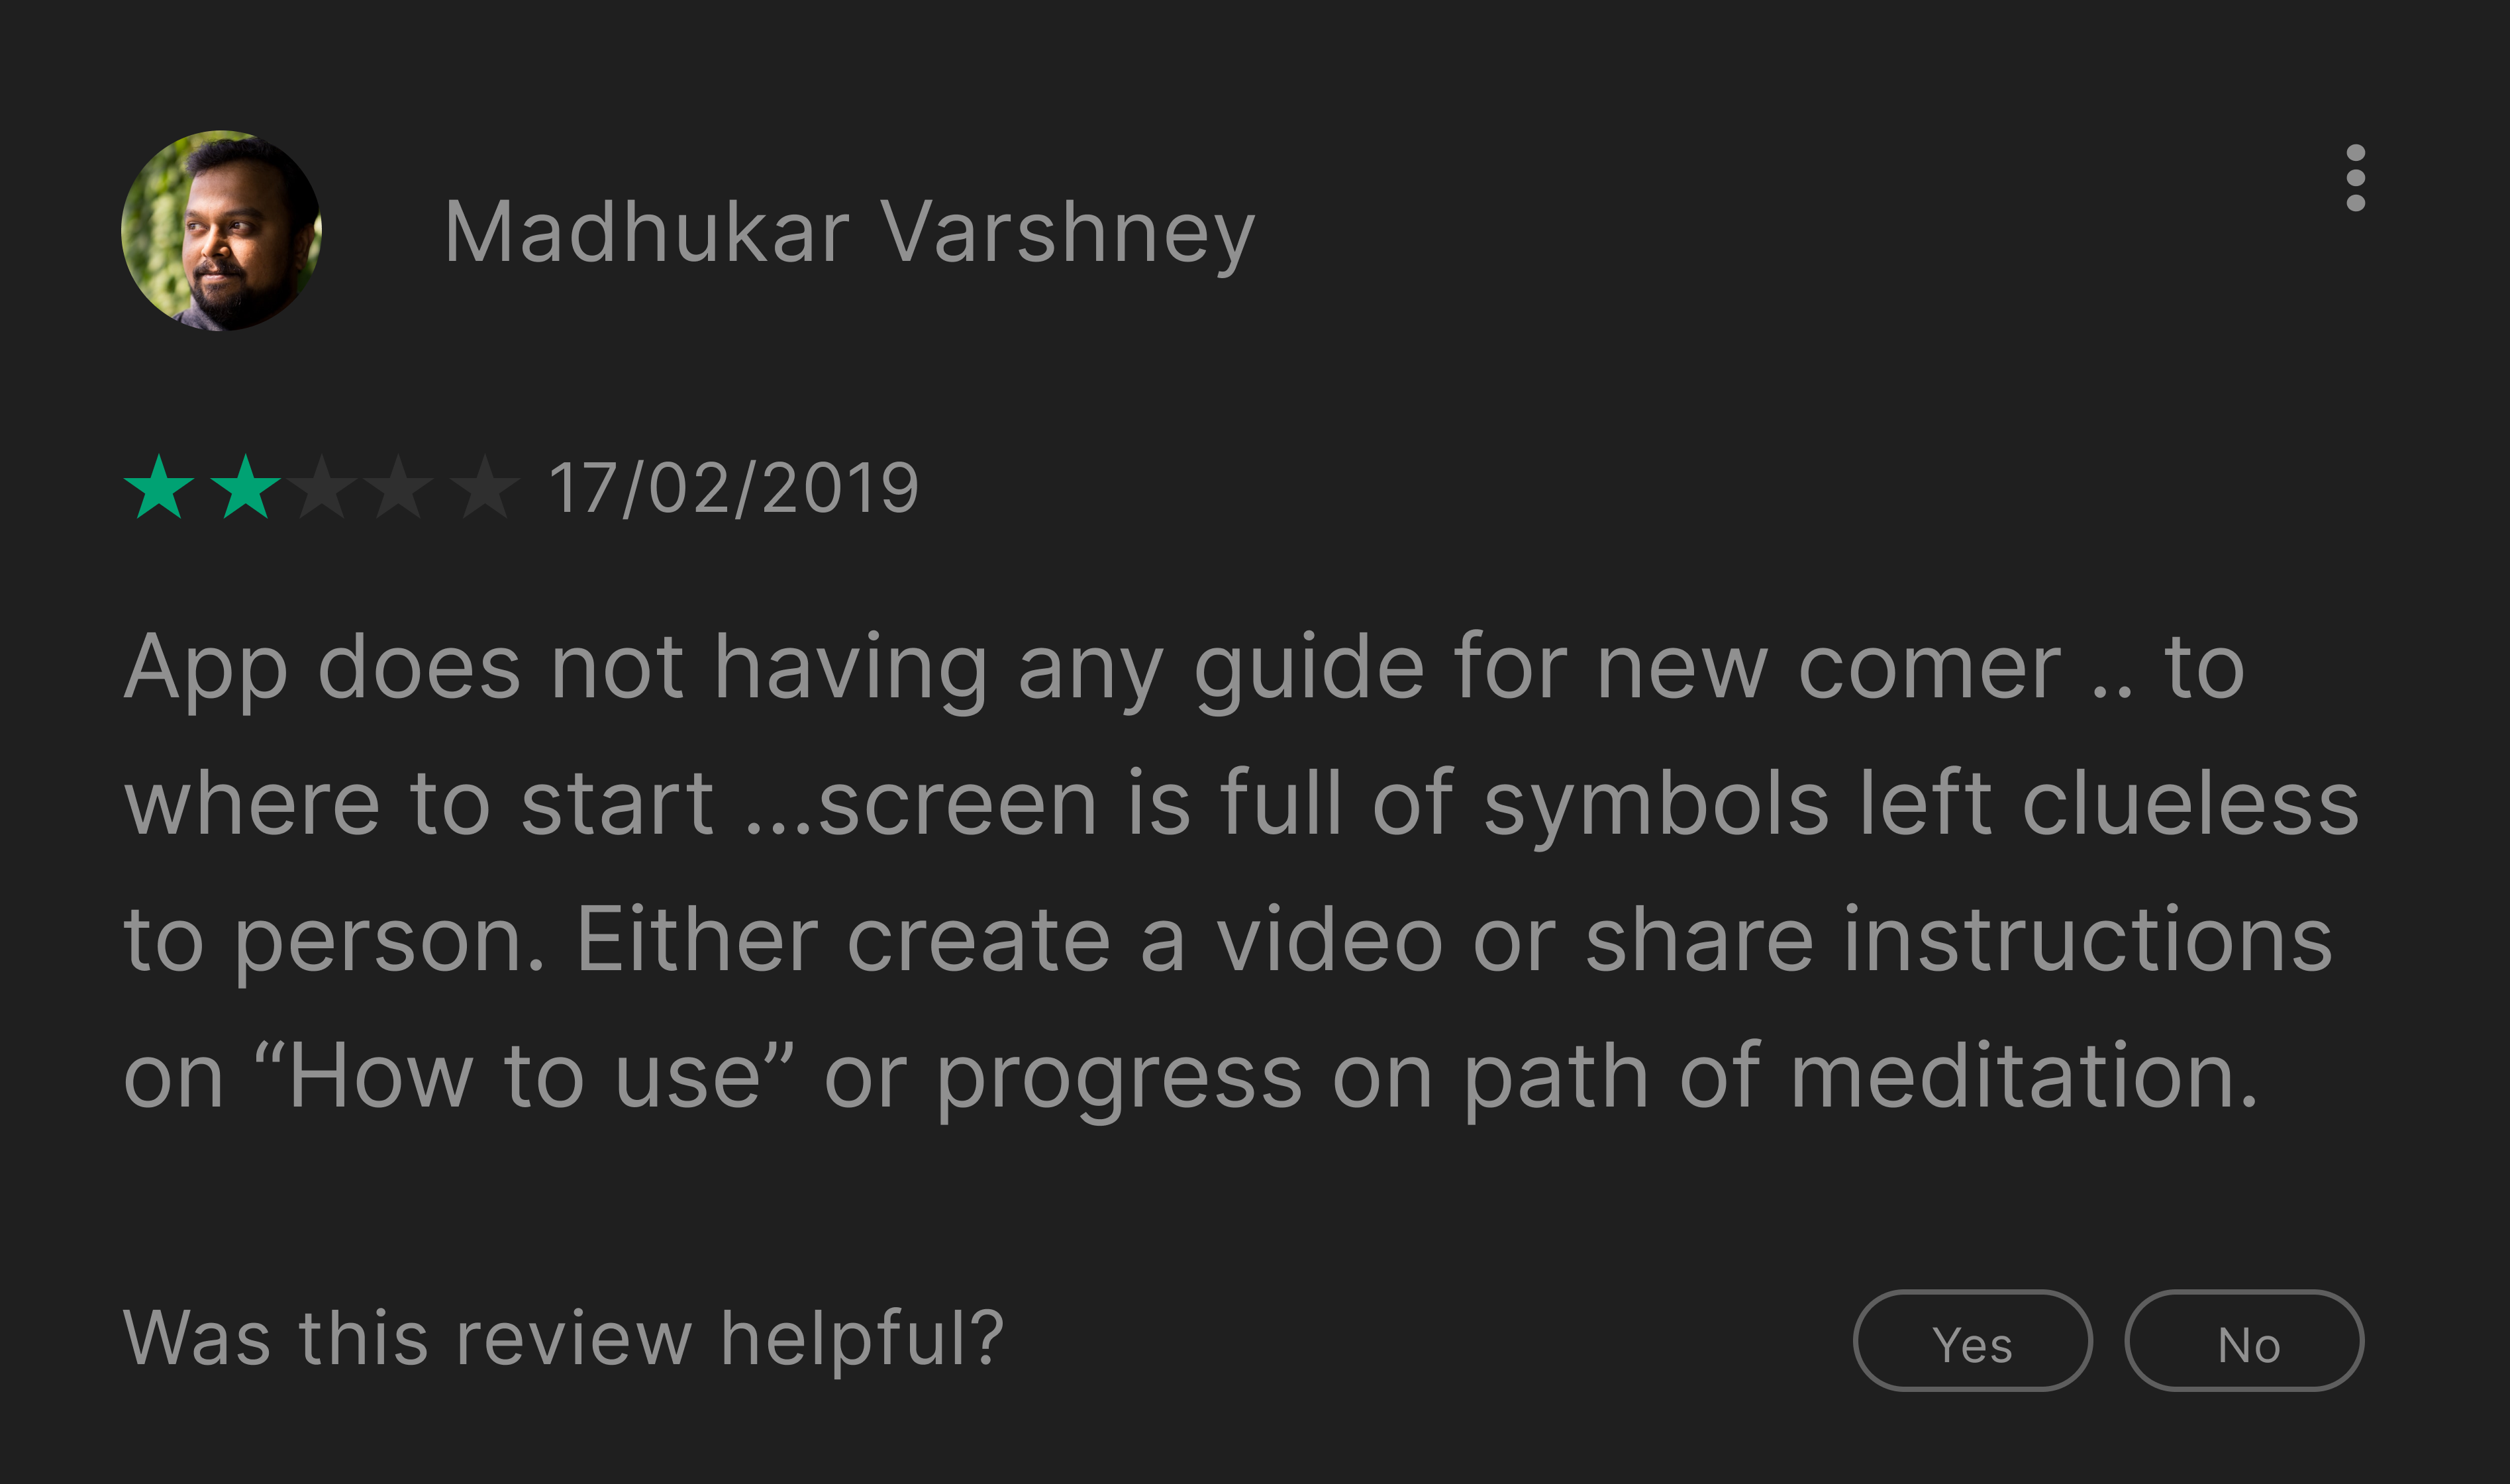 Madhukar Varshney
17/02/2019
App does not having any guide for new comer .. to
where to start ...screen is full of symbols left clueless
to person. Either create a video or share instructions
on “How to use” or progress on path of meditation.
Was this review helpful?
Yes
No